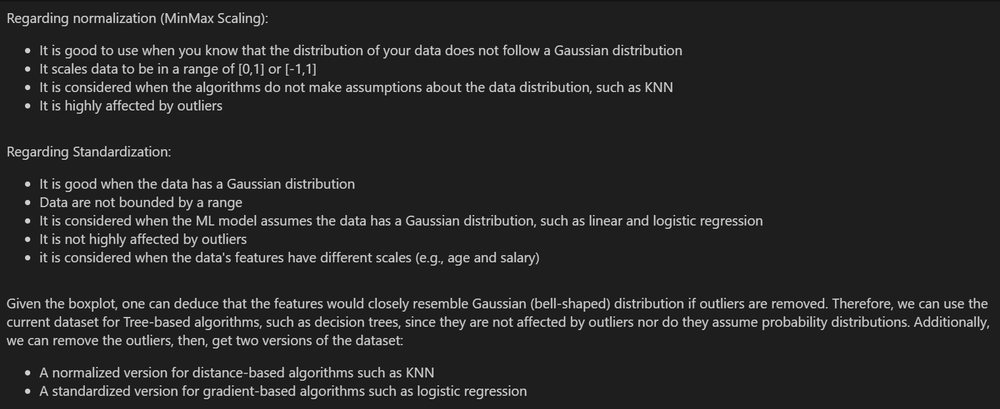 Regarding normalization (MinMax Scaling):
• It is good to use when you know that the distribution of your data does not follow a Gaussian distribution
• It scales data to be in a range of [0,1] or [-1,1]
• It is considered when the algorithms do not make assumptions about the data distribution, such as KNN
• It is highly affected by outliers
Regarding Standardization:
• It is good when the data has a Gaussian distribution
• Data are not bounded by a range
• It is considered when the ML model assumes the data has a Gaussian distribution, such as linear and logistic regression
• It is not highly affected by outliers
• it is considered when the data's features have different scales (e.g., age and salary)
Given the boxplot, one can deduce that the features would closely resemble Gaussian (bell-shaped) distribution if outliers are removed. Therefore, we can use the
current dataset for Tree-based algorithms, such as decision trees, since they are not affected by outliers nor do they assume probability distributions. Additionally,
we can remove the outliers, then, get two versions of the dataset:
• A normalized version for distance-based algorithms such as KNN
• A standardized version for gradient-based algorithms such as logistic regression